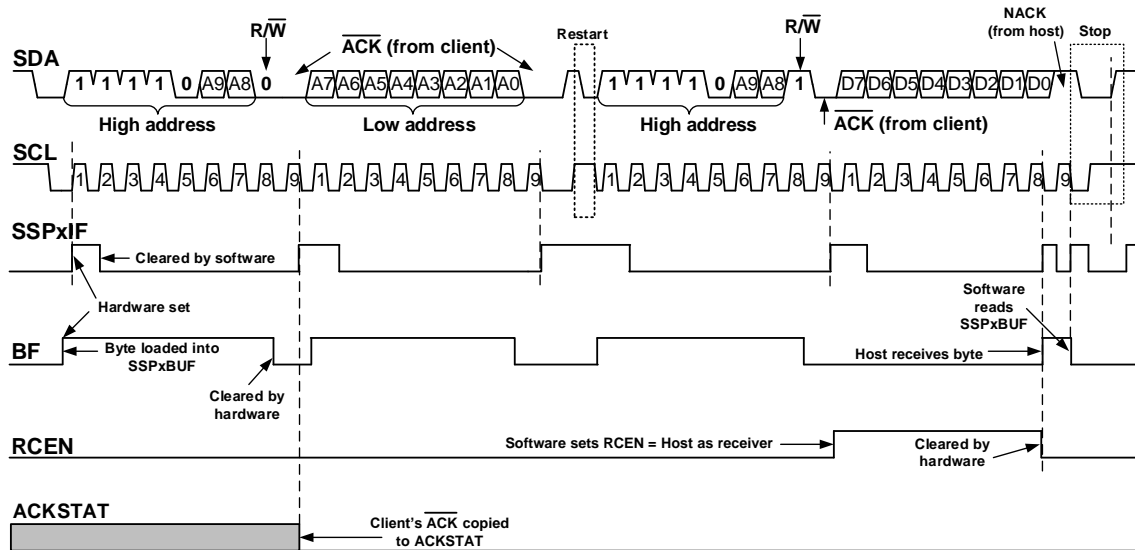 R/W
ACK (from client)
Restart
R/W
NACK
(from host)
Stop
SDA
1 1 1 1 0 A9 A8 0
A7 A6 A5 A4 A3 A2 A1 A0
1 1 1 1 0 A9 A8 1
D7 D6 D5 D4 D3 D2 D1 D0
High address
Low address
High address
ACK (from client)
SCL
1 2 3 4 5 6 7 8 9 1 2 3 4 5 6 7 8 9 1 2 3 4 5 6 7 8 9 1 2 3 4 5 6 7 8 9
SSPxIF
Cleared by software
Hardware set
Software
reads
SSPxBUF
BF
Byte loaded into
SSPxBUF
Cleared by
hardware
Host receives byte
RCEN
Software sets RCEN = Host as receiver
Cleared by
hardware
ACKSTAT
Client's ACK copied
to ACKSTAT